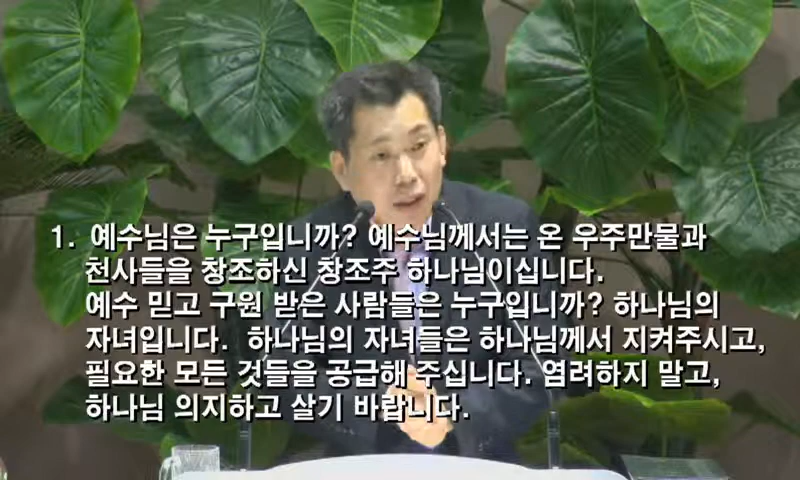 1. 예수님은 누구입니까? 예수님께서는 온 우주만물과
천사들을 창조하신 창조주 하나님이십니다.
예수 믿고 구원 받은 사람들은 누구입니까? 하나님의
자녀입니다. 하나님의 자녀들은 하나님께서 지켜주시고,
필요한 모든 것들을 공급해 주십니다. 염려하지 말고,
하나님 의지하고 살기 바랍니다.